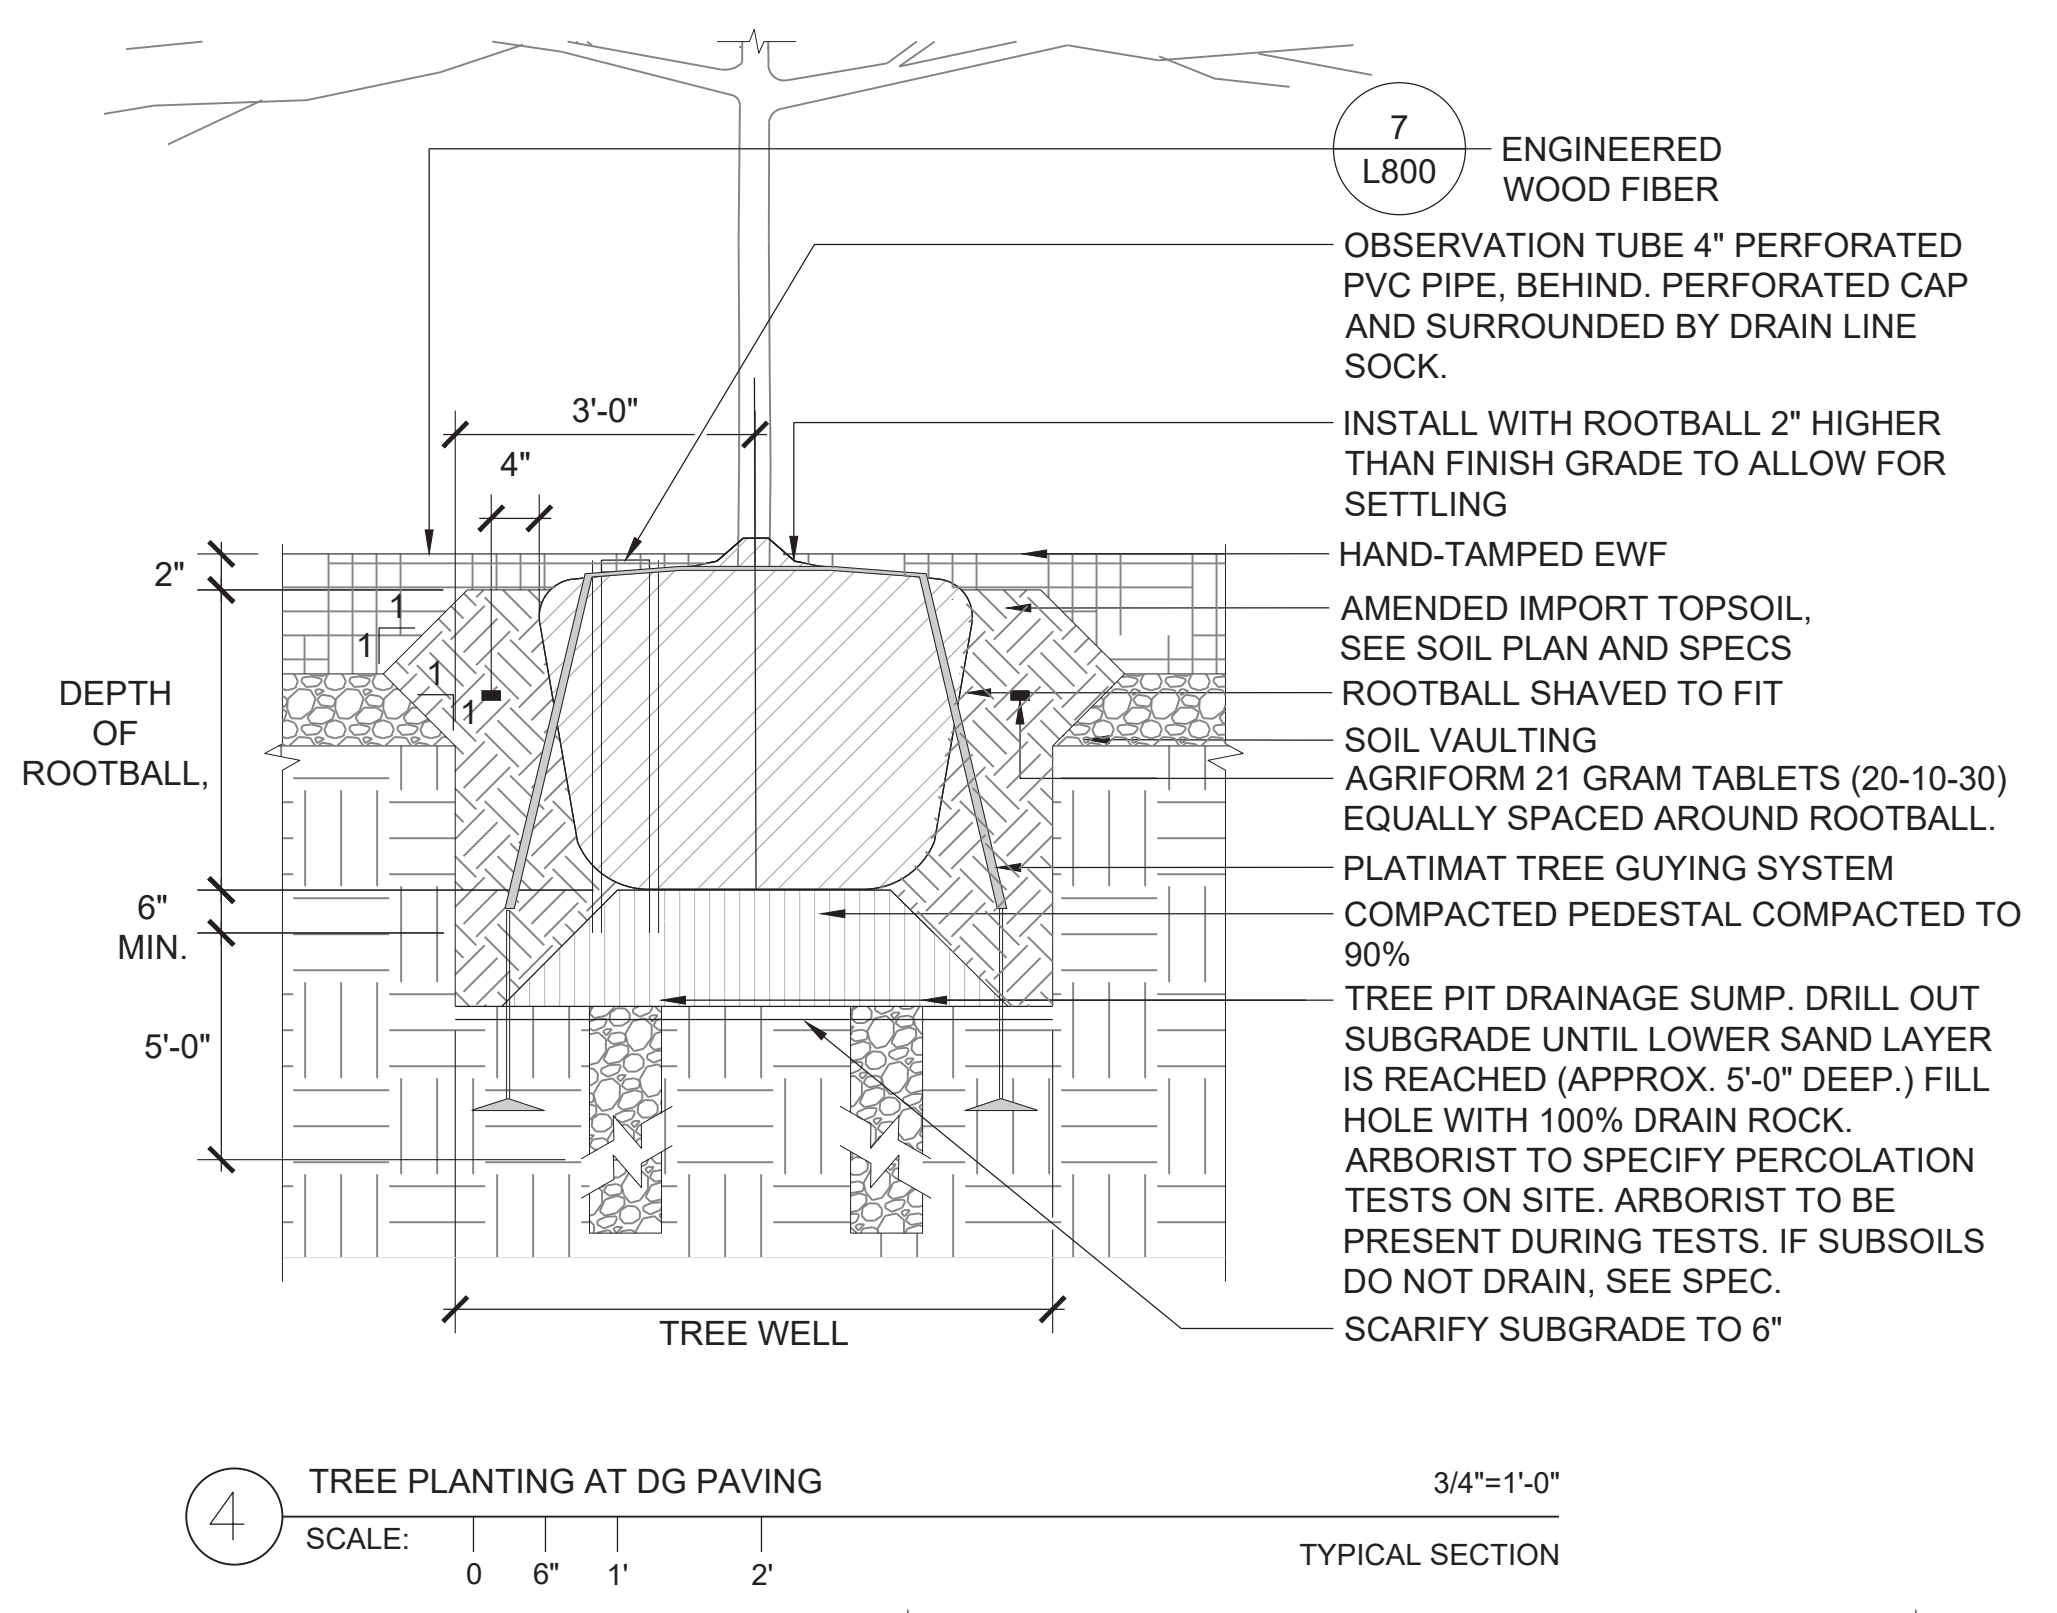 7
L800
ENGINEERED
WOOD FIBER
OBSERVATION TUBE 4" PERFORATED
PVC PIPE, BEHIND. PERFORATED CAP
AND SURROUNDED BY DRAIN LINE
SOCK.
3'-0"
4"
INSTALL WITH ROOTBALL 2" HIGHER
THAN FINISH GRADE TO ALLOW FOR
SETTLING
HAND-TAMPED EWF
2"
1
1
1
1
AMENDED IMPORT TOPSOIL,
SEE SOIL PLAN AND SPECS
ROOTBALL SHAVED TO FIT
DEPTH
OF
ROOTBALL,
SOIL VAULTING
AGRIFORM 21 GRAM TABLETS (20-10-30)
EQUALLY SPACED AROUND ROOTBALL.
PLATIMAT TREE GUYING SYSTEM
6"
MIN.
COMPACTED PEDESTAL COMPACTED TO
90%
5'-0"
TREE PIT DRAINAGE SUMP. DRILL OUT
SUBGRADE UNTIL LOWER SAND LAYER
IS REACHED (APPROX. 5'-0" DEEP.) FILL
HOLE WITH 100% DRAIN ROCK.
ARBORIST TO SPECIFY PERCOLATION
TESTS ON SITE. ARBORIST TO BE
PRESENT DURING TESTS. IF SUBSOILS
DO NOT DRAIN, SEE SPEC.
SCARIFY SUBGRADE TO 6"
TREE WELL
4
TREE PLANTING AT DG PAVING
3/4"=1'-0"
SCALE:
0
6"
1'
2'
TYPICAL SECTION